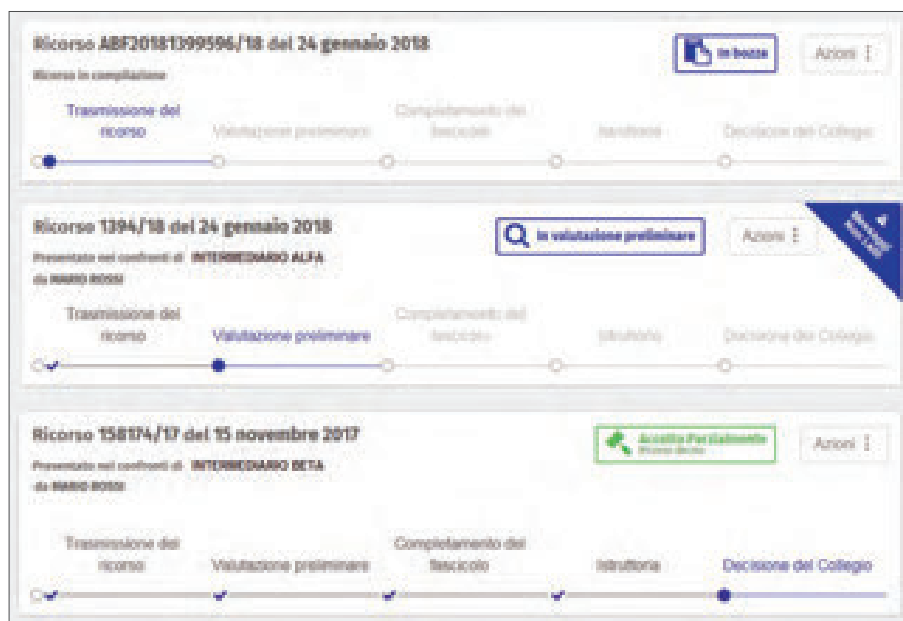 Ricorso ABF20181399596/18 del 24 gennaio 2018
In bozza
Azioni
Ricorso in compilazione
Trasmissione del
ricorso
Valutazione preliminare
Completamento del
fascicolo
Istruttoria
Decisione del Collegio
Ricorso 1394/18 del 24 gennaio 2018
In valutazione preliminare
Azioni
4
Presentato nei confronti di INTERMEDIARIO ALFA
da MARIO ROSSI
Trasmissione del
ricorso
Valutazione preliminare
Completamento del
fascicolo
Istruttoria
Decisione del Collegio
Ricorso 158174/17 del 15 novembre 2017
Accolto Parzialmente
Ricorso deciso
Azioni
Presentato nei confronti di INTERMEDIARIO BETA
da MARIO ROSSI
Trasmissione del
ricorso
Valutazione preliminare
Completamento del
fascicolo
Istruttoria
Decisione del Collegio